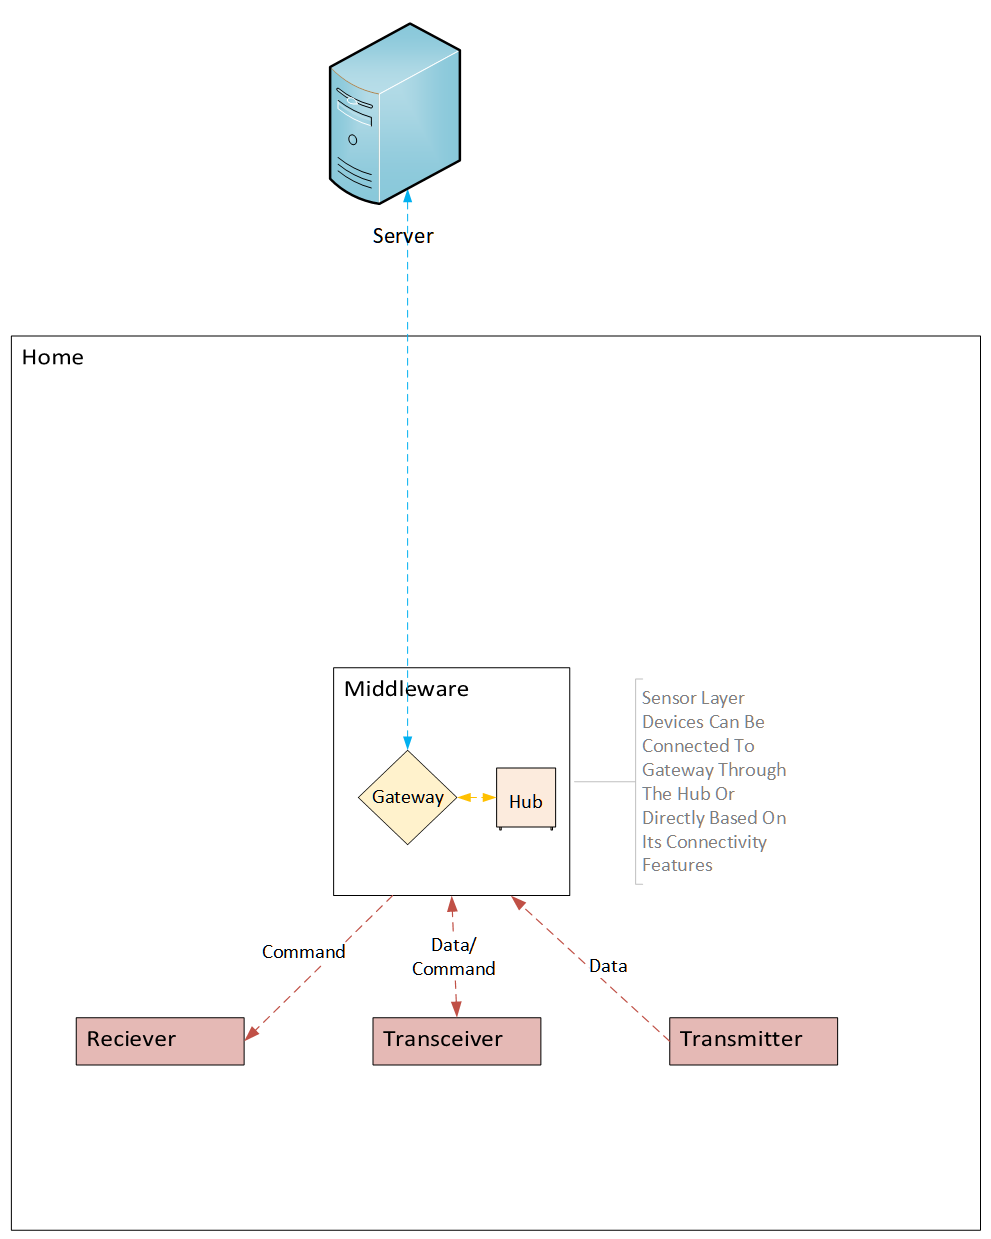 Server
Home
Middleware
Gateway
Hub
Sensor Layer
Devices Can Be
Connected To
Gateway Through
The Hub Or
Directly Based On
Its Connectivity
Features
Command
Data/
Command
Data
Reciever
Transceiver
Transmitter